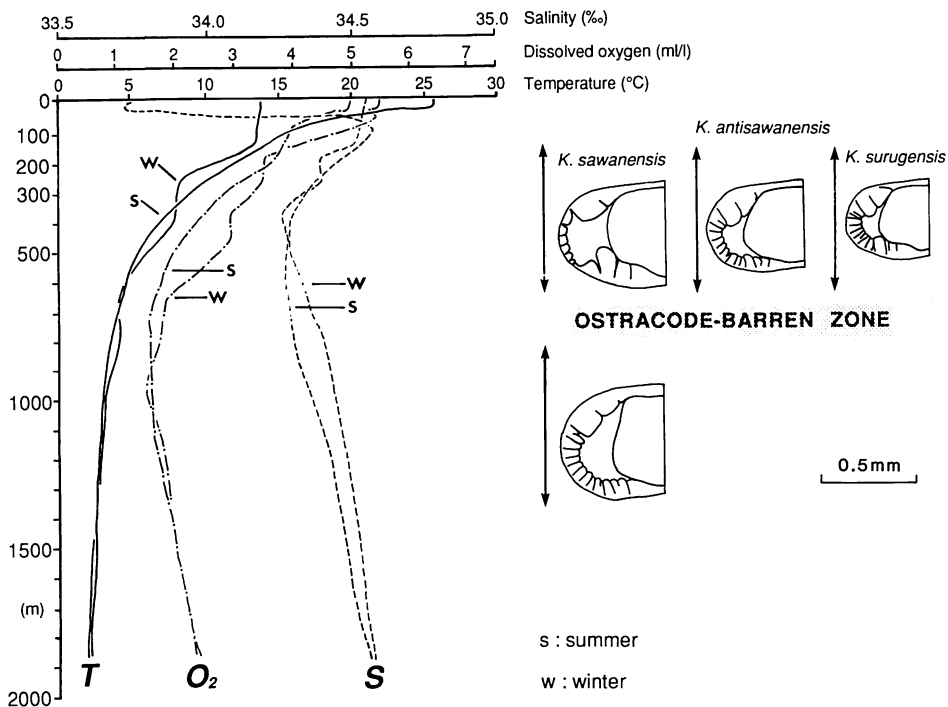 33.5 34.0 34.5 35.0 Salinity (‰)
0 1 2 3 4 5 6 7 Dissolved oxygen (ml/l)
0 5 10 15 20 25 30 Temperature (°C)
0
100
200
300
500
1000
1500
(m)
2000
W
S
S
W
W
S
T O₂ S
K. sawanensis
K. antisawanensis
K. surugensis
OSTRACODE-BARREN ZONE
0.5mm
s : summer
w : winter